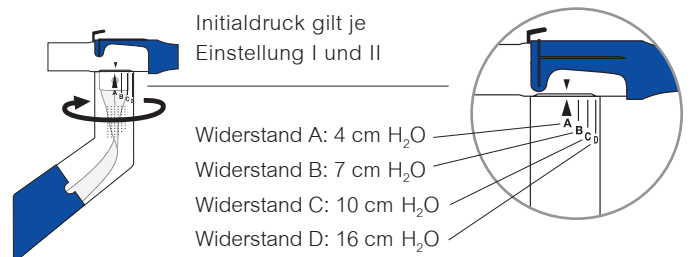 Initialdruck gilt je
Einstellung I und II
Widerstand A: 4 cm H₂O
Widerstand B: 7 cm H₂O
Widerstand C: 10 cm H₂O
Widerstand D: 16 cm H₂O
A B C D
A B C D